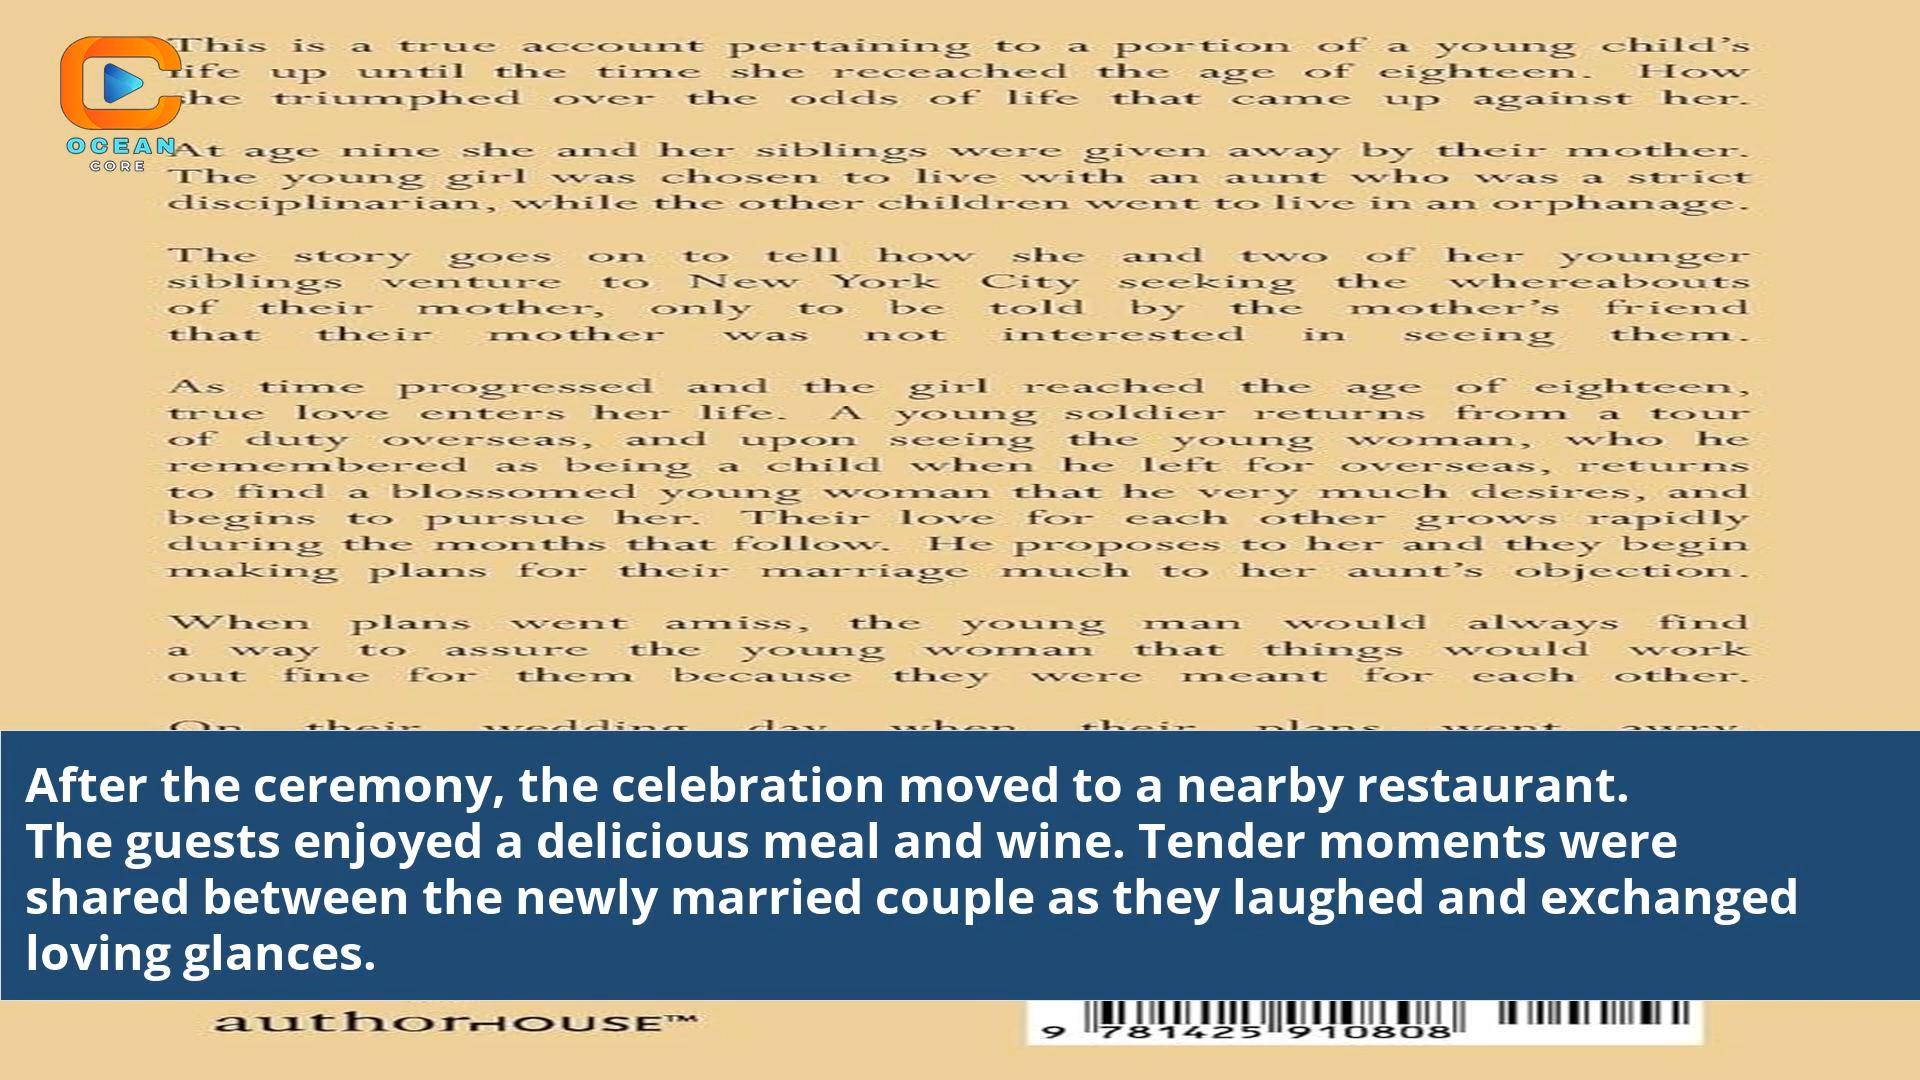 This is a true account pertaining to a portion of a young child's
life up until the time she receached the age of eighteen. How
she triumphed over the odds of life that came up against her.
OCEAN
CORE
At age nine she and her siblings were given away by their mother.
The young girl was chosen to live with an aunt who was a strict
disciplinarian, while the other children went to live in an orphanage.
The story goes on to tell how she and two of her younger
siblings venture to New York City seeking the whereabouts
of their mother, only to be told by the mother's friend
that their mother was not interested in seeing them.
As time progressed and the girl reached the age of eighteen,
true love enters her life. A young soldier returns from a tour
of duty overseas, and upon seeing the young woman, who he
remembered as being a child when he left for overseas, returns
to find a blossomed young woman that he very much desires, and
begins to pursue her. Their love for each other grows rapidly
during the months that follow. He proposes to her and they begin
making plans for their marriage much to her aunt's objection.
When plans went amiss, the young man would always find
a way to assure the young woman that things would work
out fine for them because they were meant for each other.
On their wedding day when their plans went awry
After the ceremony, the celebration moved to a nearby restaurant.
The guests enjoyed a delicious meal and wine. Tender moments were
shared between the newly married couple as they laughed and exchanged
loving glances.
authorHOUSE™
9 781425 910808